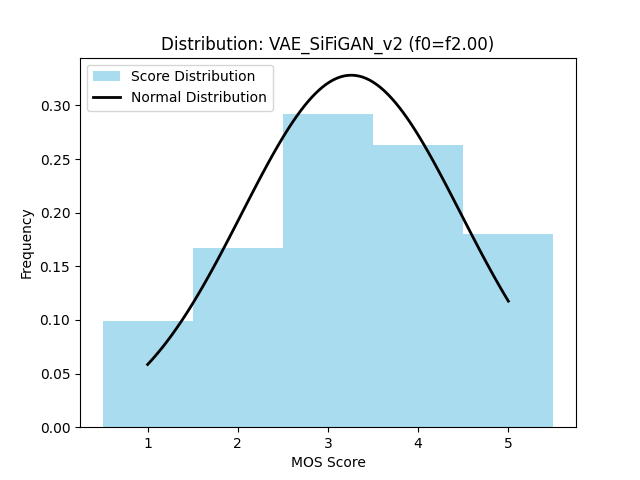 Distribution: VAE_SiFiGAN_v2 (f0=f2.00)
Score Distribution
Normal Distribution
0.30
0.25
0.20
0.15
0.10
0.05
0.00
Frequency
1 2 3 4 5
MOS Score